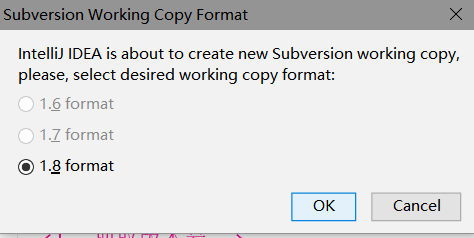 Subversion Working Copy Format
IntelliJ IDEA is about to create new Subversion working copy,
please, select desired working copy format:
1.6 format
1.7 format
1.8 format
OK
Cancel